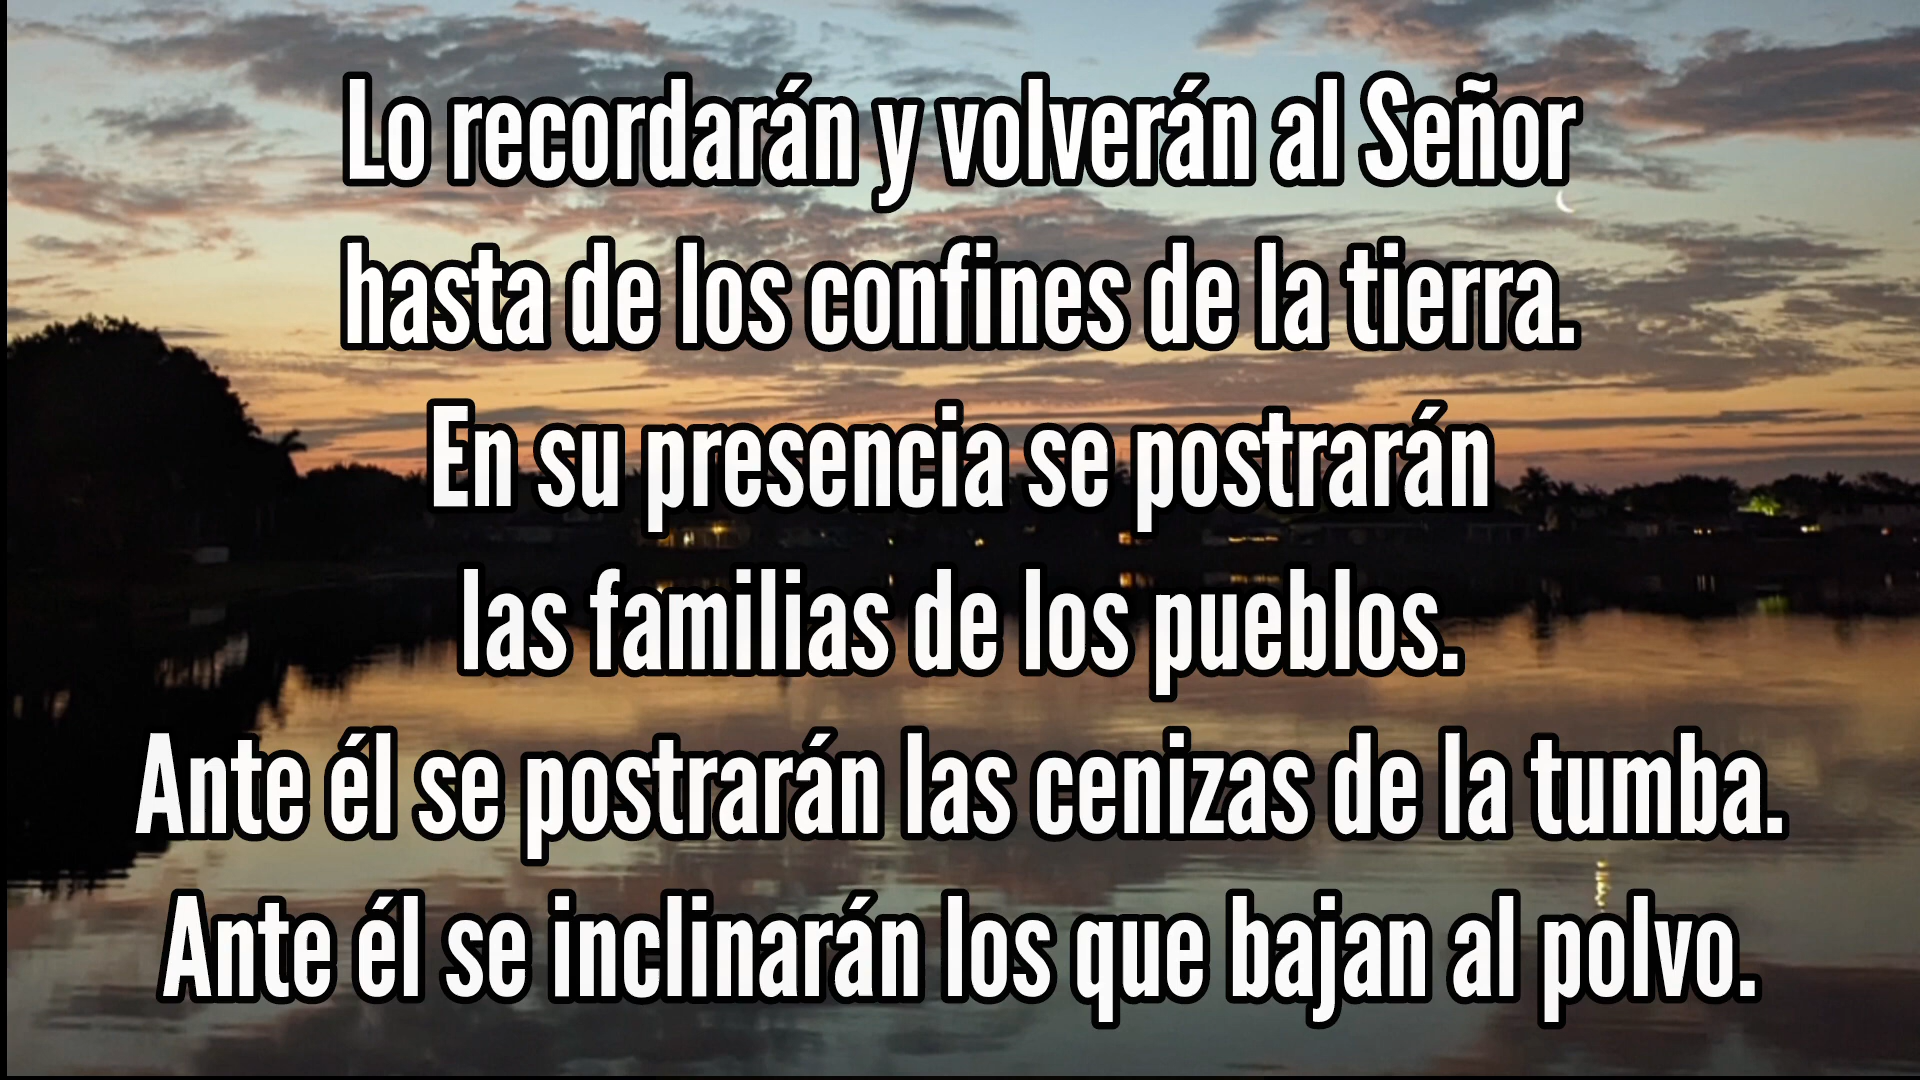 Lo recordarán y volverán al Señor
hasta de los confines de la tierra.
En su presencia se postrarán
las familias de los pueblos.
Ante él se postrarán las cenizas de la tumba.
Ante él se inclinarán los que bajan al polvo.